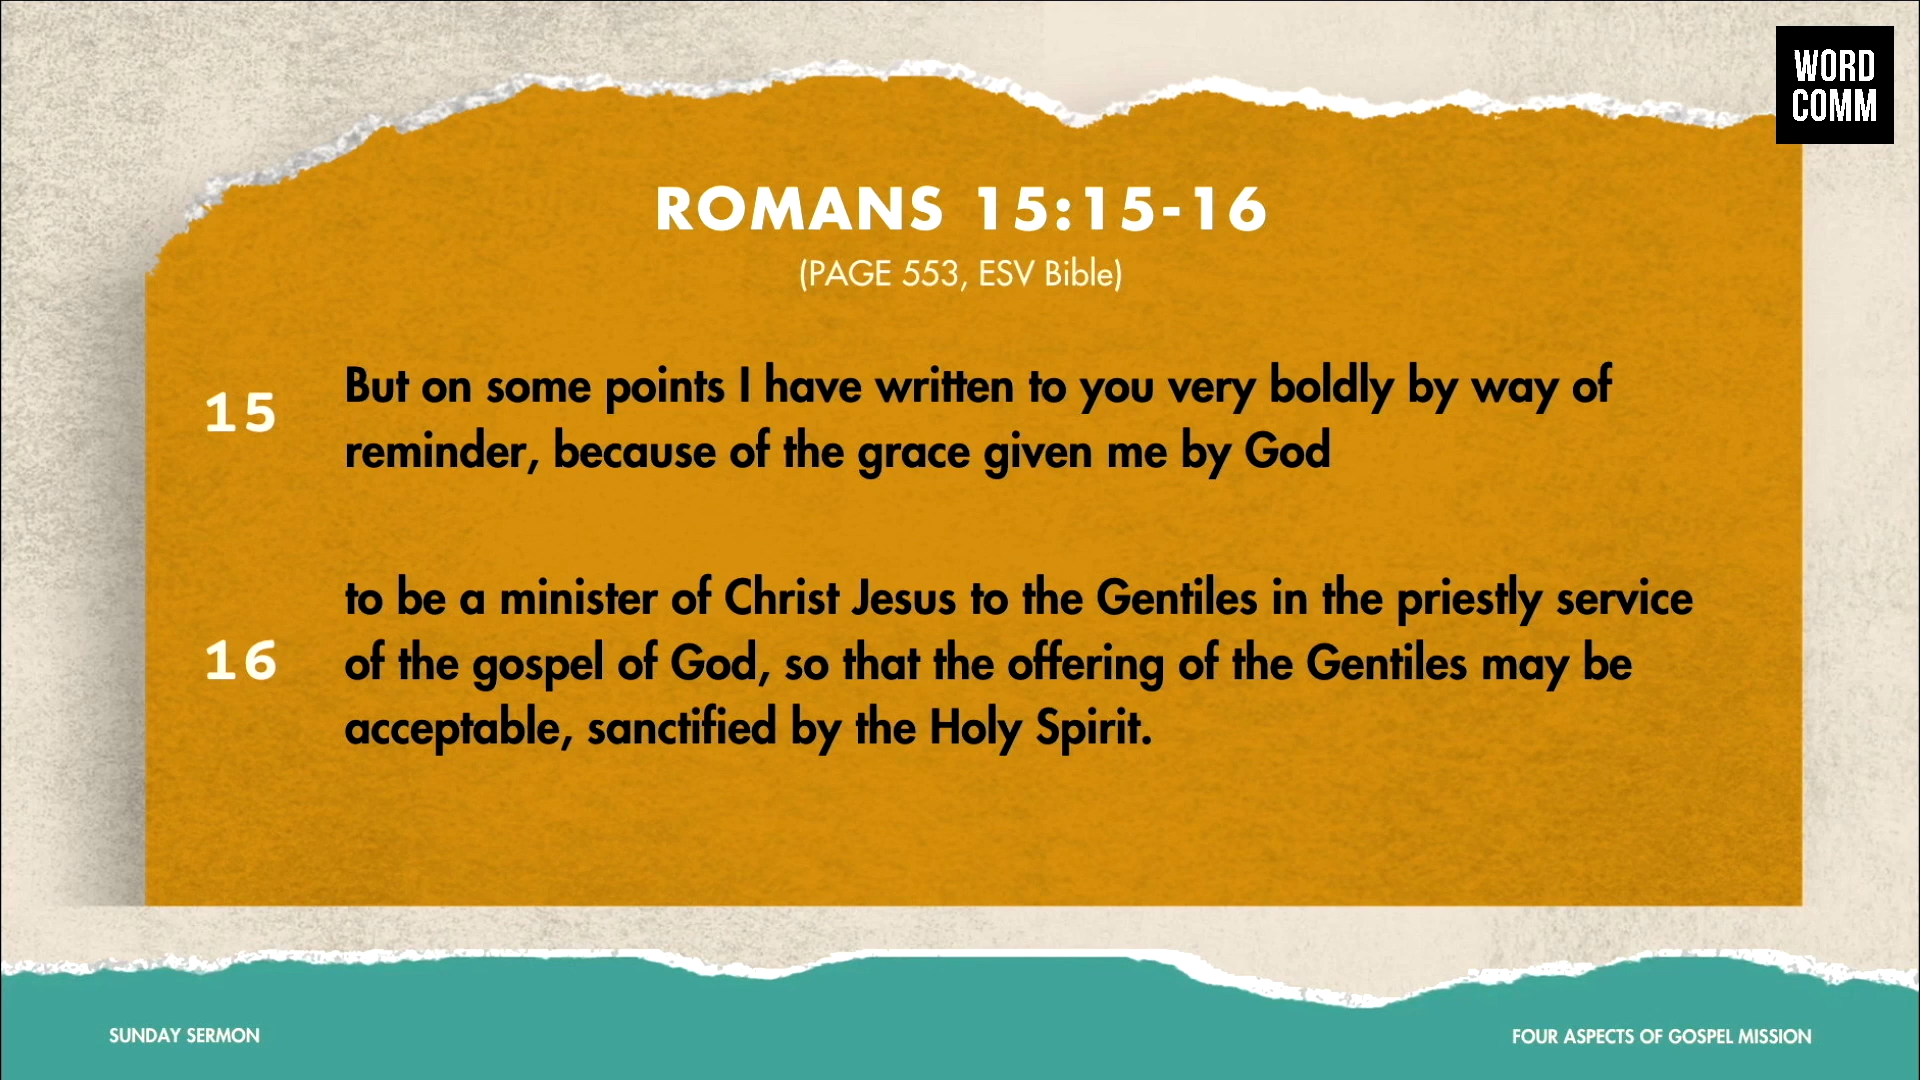 WORD
COMM
ROMANS 15:15-16
(PAGE 553, ESV Bible)
15 But on some points I have written to you very boldly by way of
reminder, because of the grace given me by God
16 to be a minister of Christ Jesus to the Gentiles in the priestly service
of the gospel of God, so that the offering of the Gentiles may be
acceptable, sanctified by the Holy Spirit.
SUNDAY SERMON
FOUR ASPECTS OF GOSPEL MISSION